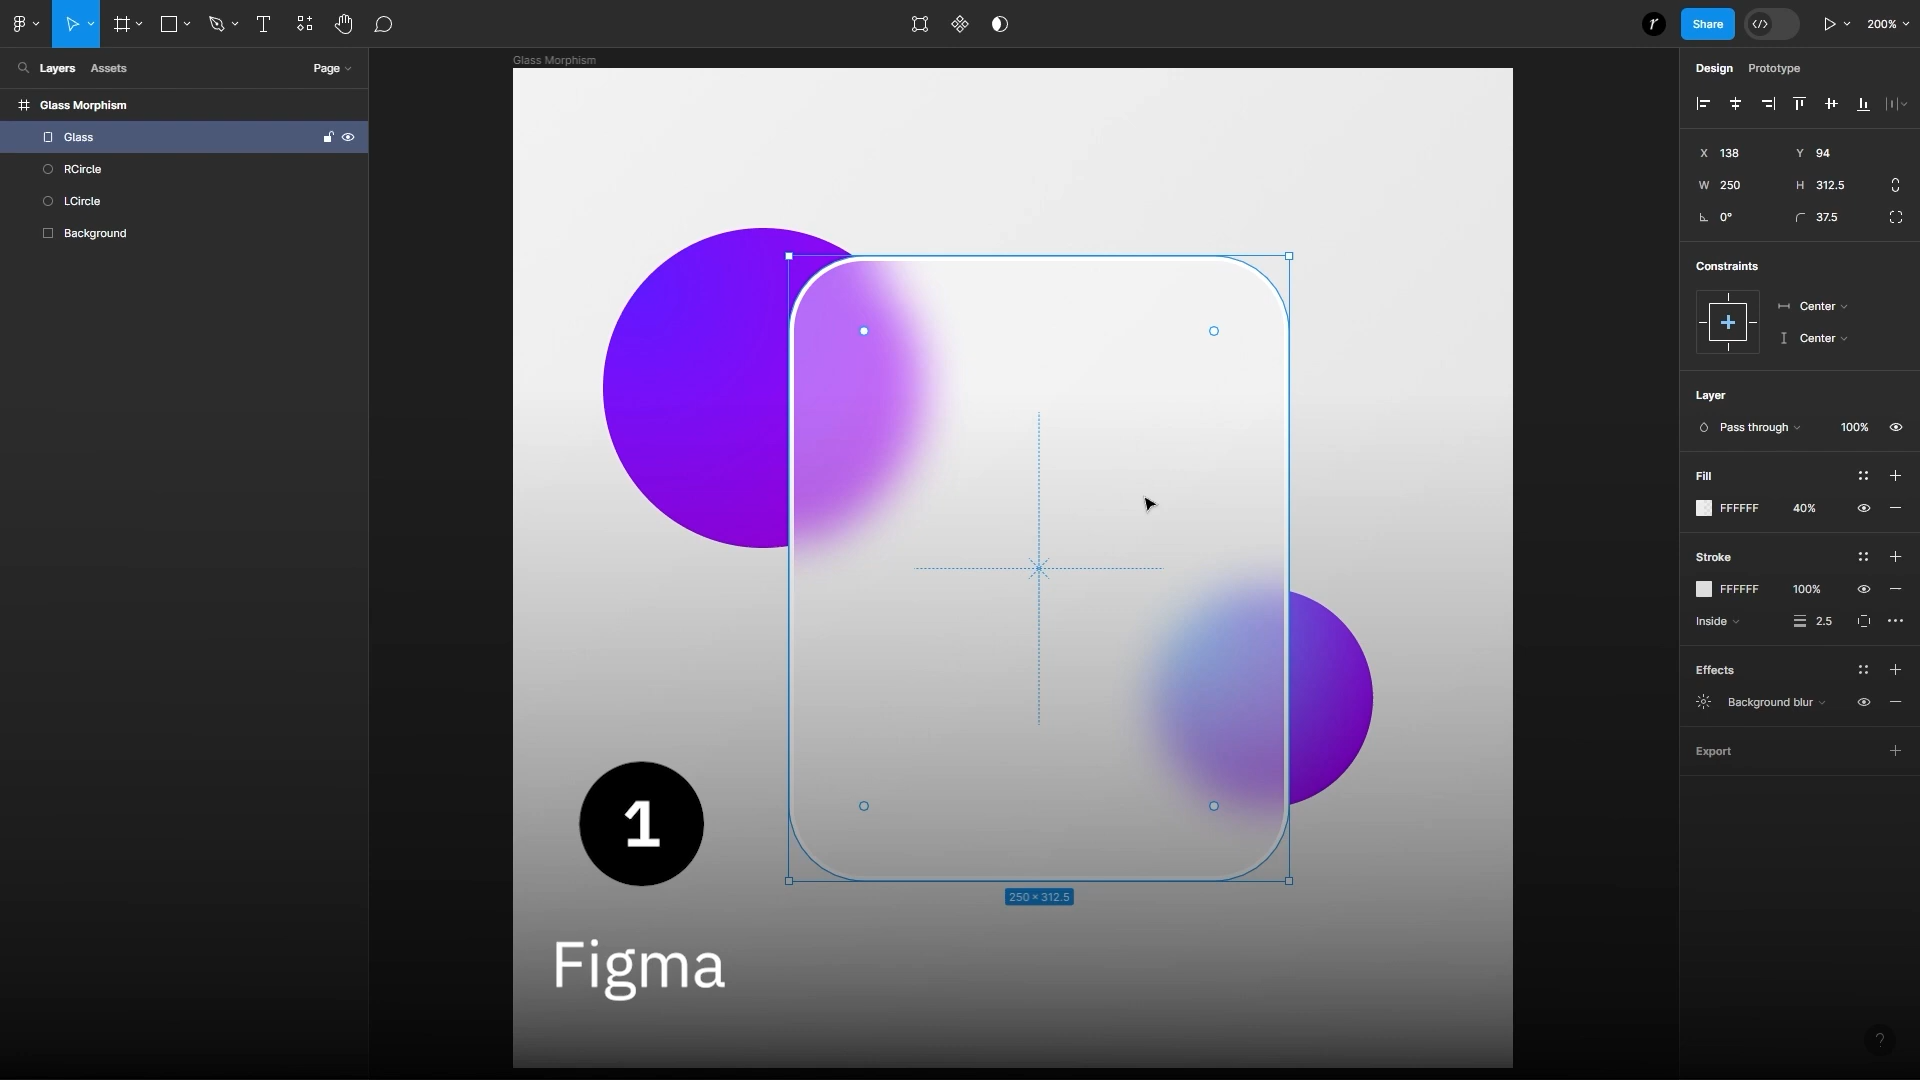 Share
</>
200%
Layers
Assets
Page
Glass Morphism
Glass
RCircle
LCircle
Background
Glass Morphism
250 × 312.5
1
Figma
Design
Prototype
X 138
Y 94
W 250
H 312.5
0°
37.5
Constraints
Center
Center
Layer
Pass through
100%
Fill
FFFFFF
40%
Stroke
FFFFFF
100%
Inside
2.5
Effects
Background blur
Export
?